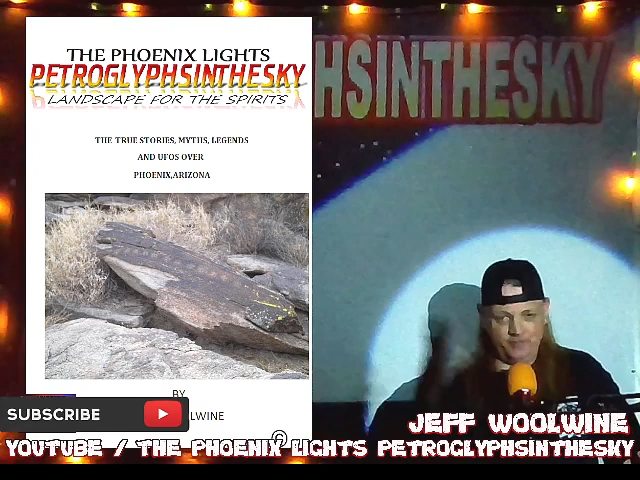 THE PHOENIX LIGHTS
PETROGLYPHSINTHESKY
LANDSCAPE FOR THE SPIRITS
THE TRUE STORIES, MYTHS, LEGENDS
AND UFOS OVER
PHOENIX,ARIZONA
BY
LWINE
HSINTHESKY
SUBSCRIBE
JEFF WOOLWINE
YOUTUBE / THE PHOENIX LIGHTS PETROGLYPHSINTHESKY